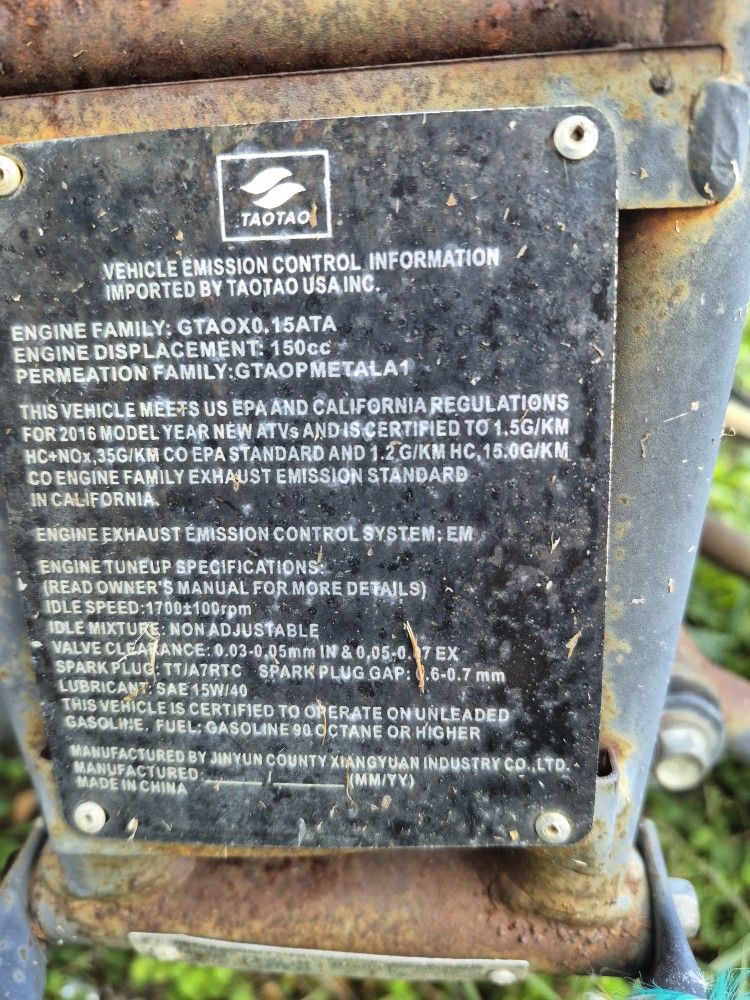 TAOTAO
VEHICLE EMISSION CONTROL INFORMATION
IMPORTED BY TAOTAO USA INC.
ENGINE FAMILY: GTAOX0.15ATA
ENGINE DISPLACEMENT: 150cc
PERMEATION FAMILY:GTAOPMETALA1
THIS VEHICLE MEETS US EPA AND CALIFORNIA REGULATIONS
FOR 2016 MODEL YEAR NEW ATVs AND IS CERTIFIED TO 1.5G/KM
HC+NOx,35G/KM CO EPA STANDARD AND 1.2G/KM HC,15.0G/KM
CO ENGINE FAMILY EXHAUST EMISSION STANDARD
IN CALIFORNIA.
ENGINE EXHAUST EMISSION CONTROL SYSTEM: EM
ENGINE TUNEUP SPECIFICATIONS:
(READ OWNER'S MANUAL FOR MORE DETAILS)
IDLE SPEED:1700±100rpm
IDLE MIXTURE: NON ADJUSTABLE
VALVE CLEARANCE: 0.03-0.05mm IN & EX
SPARK PLUG: TT/A7RTC SPARK PLUG GAP: 0.6-0.7 mm
LUBRICANT: SAE 15W/40
THIS VEHICLE IS CERTIFIED TO OPERATE ON UNLEADED
GASOLINE. FUEL: GASOLINE 90 OCTANE OR HIGHER
MANUFACTURED BY JINYUN COUNTY XIANGYUAN INDUSTRY CO.,LTD.
MANUFACTURED ______/______ (MM/YY)
MADE IN CHINA